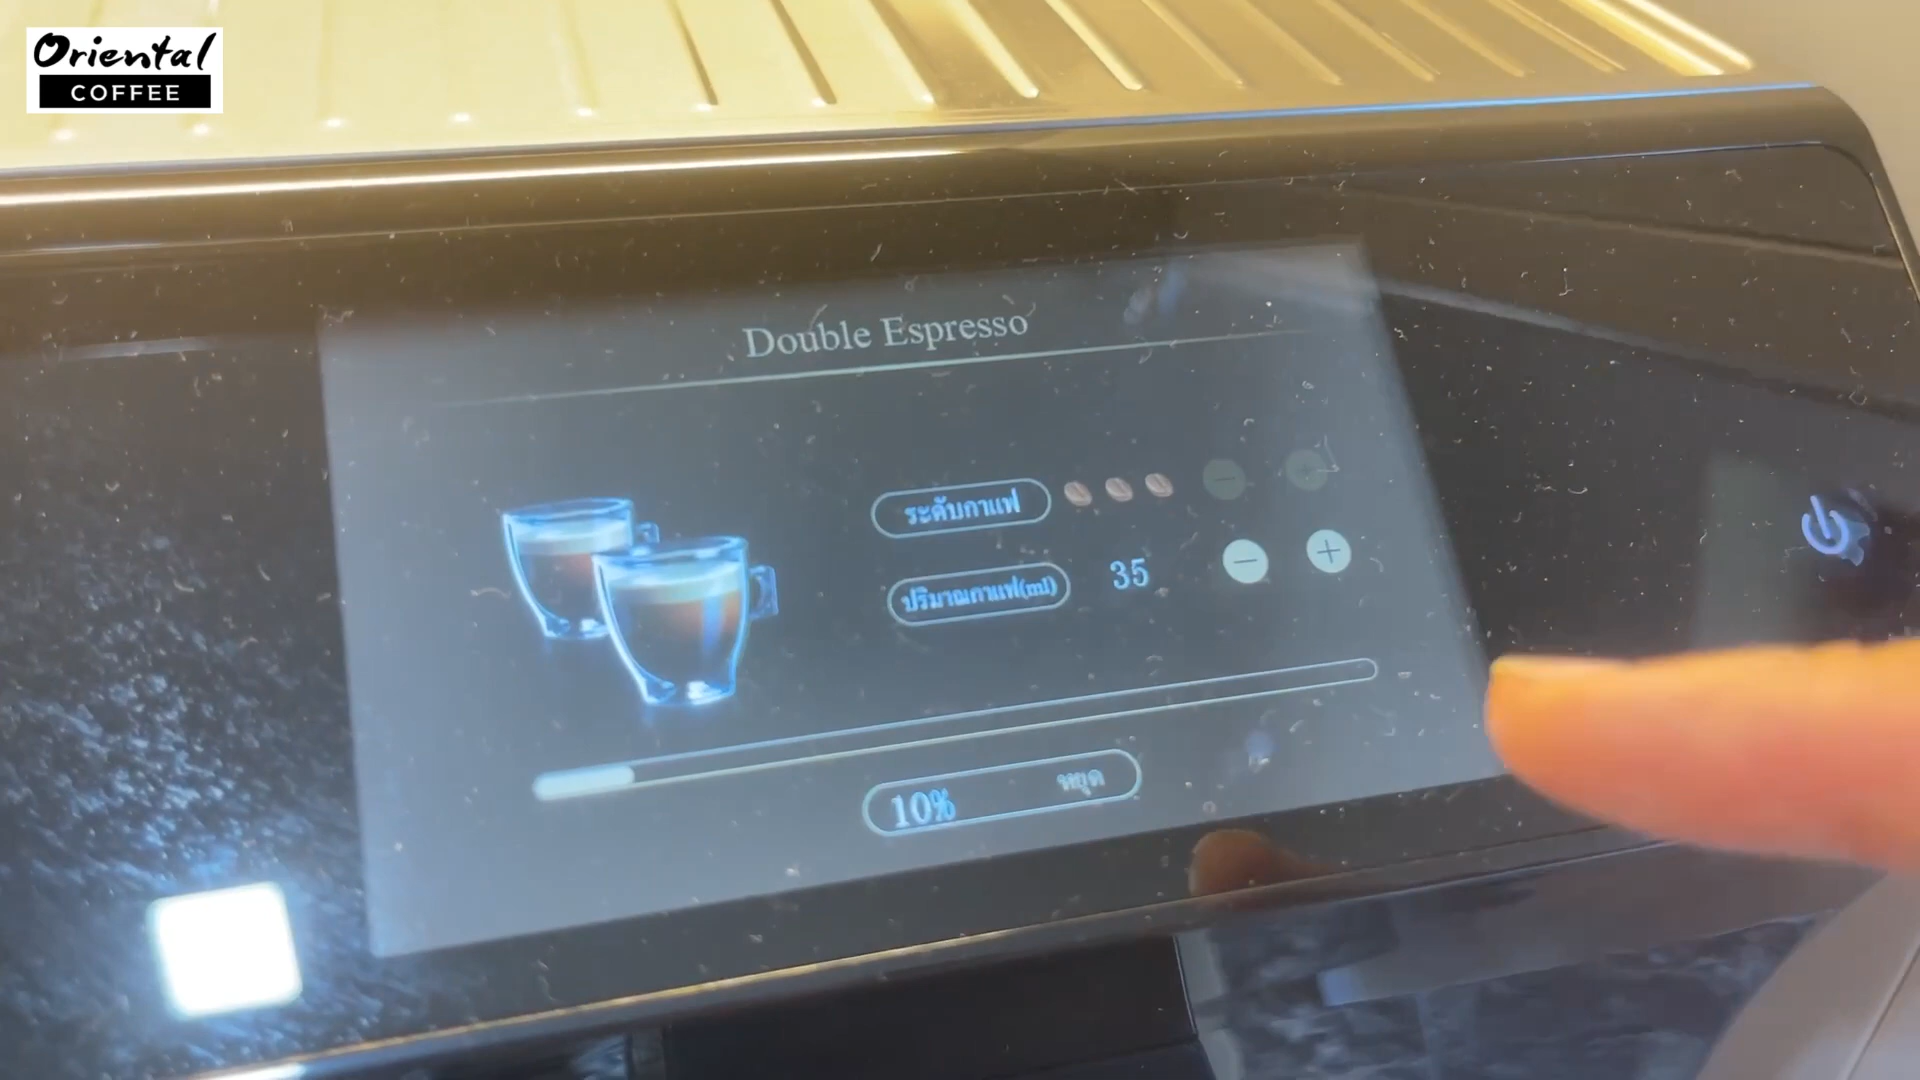 Oriental
COFFEE
Double Espresso
ระดับกาแฟ
ปริมาณกาแฟ(ml) 35
10% หยุด